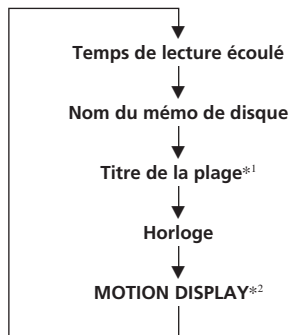 Temps de lecture écoulé
Nom du mémo de disque
Titre de la plage*1
Horloge
MOTION DISPLAY*2